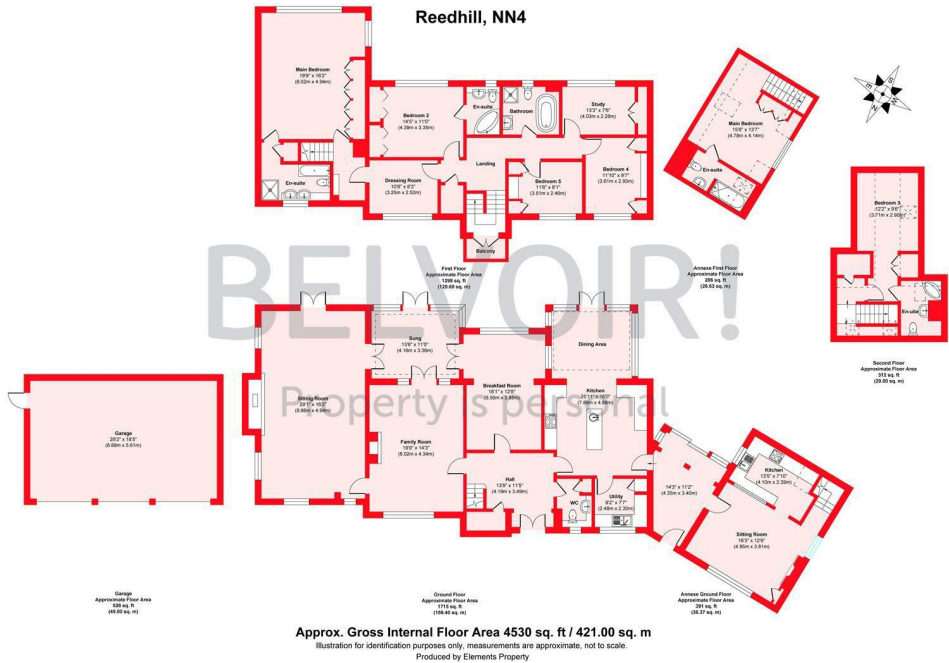 Reedhill, NN4
Main Bedroom
19'9" x 16'2"
(6.02m x 4.94m)
En-suite
Bedroom 2
14'5" x 11'0"
(4.39m x 3.35m)
En-suite
Bathroom
Study
13'3" x 7'6"
(4.03m x 2.28m)
Dressing Room
10'8" x 8'3"
(3.25m x 2.52m)
Landing
Bedroom 5
11'6" x 8'1"
(3.51m x 2.46m)
Bedroom 4
11'10" x 9'7"
(3.61m x 2.93m)
Balcony
First Floor
Approximate Floor Area
1298 sq. ft
(120.60 sq. m)
Main Bedroom
15'8" x 13'7"
(4.78m x 4.14m)
En-suite
Annexe First Floor
Approximate Floor Area
286 sq. ft
(26.63 sq. m)
Bedroom 3
12'2" x 9'6"
(3.71m x 2.90m)
En-suite
Second Floor
Approximate Floor Area
312 sq. ft
(29.00 sq. m)
BELVOIR!
Property is personal
Garage
29'2" x 18'5"
(8.89m x 5.61m)
Garage
Approximate Floor Area
528 sq. ft
(49.00 sq. m)
Sitting Room
29'1" x 16'2"
(8.86m x 4.94m)
Sung
13'8" x 11'0"
(4.16m x 3.36m)
Family Room
19'9" x 14'3"
(6.02m x 4.34m)
Breakfast Room
18'1" x 12'8"
(5.50m x 3.85m)
Dining Area
Kitchen
25'11" x 16'0"
(7.89m x 4.88m)
Hall
13'9" x 11'5"
(4.19m x 3.49m)
WC
Utility
8'2" x 7'7"
(2.48m x 2.30m)
Ground Floor
Approximate Floor Area
1715 sq. ft
(159.40 sq. m)
14'3" x 11'2"
(4.35m x 3.40m)
Kitchen
13'5" x 7'10"
(4.10m x 2.39m)
Sitting Room
16'3" x 12'6"
(4.95m x 3.81m)
Annexe Ground Floor
Approximate Floor Area
391 sq. ft
(36.37 sq. m)
Approx. Gross Internal Floor Area 4530 sq. ft / 421.00 sq. m
Illustration for identification purposes only, measurements are approximate, not to scale.
Produced by Elements Property